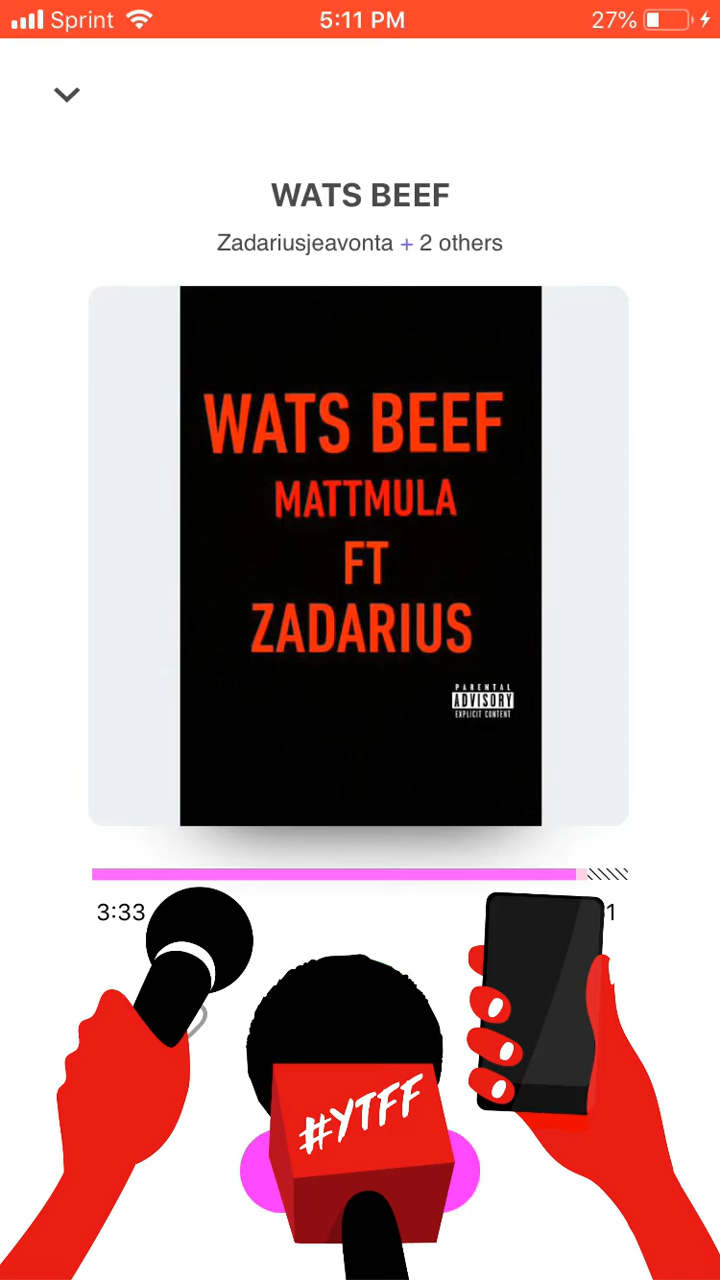 Sprint 5:11 PM 27%
WATS BEEF
Zadariusjeavonta + 2 others
WATS BEEF
MATTMULA
FT
ZADARIUS
PARENTAL
ADVISORY
EXPLICIT CONTENT
3:33
#YTFF